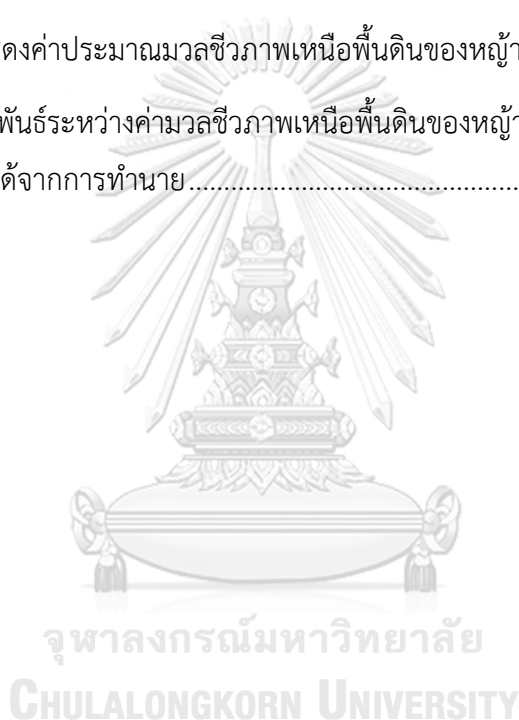 ดงค่าประมาณมวลชีวภาพเหนือพื้นดินของหญ้า
พันธ์ระหว่างค่ามวลชีวภาพเหนือพื้นดินของหญ้า
ด้จากการทำนาย................................................
จุฬาลงกรณ์มหาวิทยาลัย
CHULALONGKORN UNIVERSITY